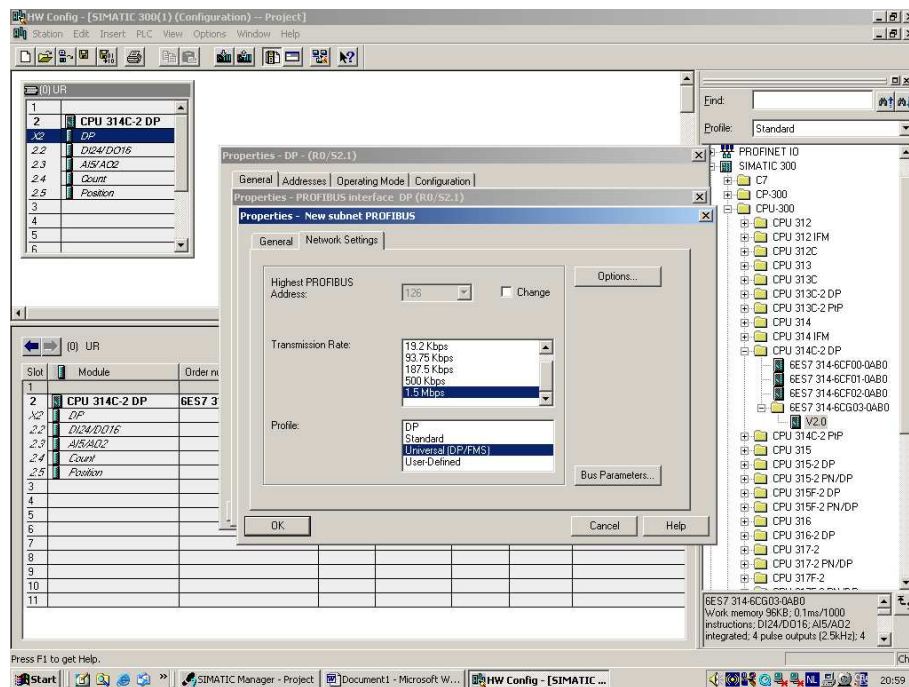 HW Config - [SIMATIC 300(1) (Configuration) -- Project]
Station Edit Insert PLC View Options Window Help
(0) UR
1
2 CPU 314C-2 DP
X2 DP
2.2 DI24/DO16
2.3 AI5/AO2
2.4 Count
2.5 Position
3
4
5
6
Properties - DP - (R0/S2.1)
General Addresses Operating Mode Configuration
Properties - PROFIBUS interface DP (R0/S2.1)
Properties - New subnet PROFIBUS
General Network Settings
Highest PROFIBUS
Address:
126
Change
Options...
Transmission Rate:
19.2 Kbps
93.75 Kbps
187.5 Kbps
500 Kbps
1.5 Mbps
Profile:
DP
Standard
Universal (DP/FMS)
User-Defined
Bus Parameters...
OK
Cancel
Help
(0) UR
Slot Module Order nu
1
2 CPU 314C-2 DP 6ES7 3
X2 DP
2.2 DI24/DO16
2.3 AI5/AO2
2.4 Count
2.5 Position
3
4
5
6
7
8
9
10
11
Find:
Profile: Standard
PROFINET IO
SIMATIC 300
C7
CP-300
CPU-300
CPU 312
CPU 312 IFM
CPU 312C
CPU 313
CPU 313C
CPU 313C-2 DP
CPU 313C-2 PtP
CPU 314
CPU 314 IFM
CPU 314C-2 DP
6ES7 314-6CF00-0AB0
6ES7 314-6CF01-0AB0
6ES7 314-6CF02-0AB0
6ES7 314-6CG03-0AB0
V2.0
CPU 314C-2 PtP
CPU 315
CPU 315-2 DP
CPU 315-2 PN/DP
CPU 315F-2 DP
CPU 315F-2 PN/DP
CPU 316
CPU 316-2 DP
CPU 317-2
CPU 317-2 PN/DP
CPU 317F-2
6ES7 314-6CG03-0AB0
Work memory 96KB; 0.1ms/1000
instructions; DI24/DO16; AI5/AO2
integrated; 4 pulse outputs (2.5kHz); 4
Press F1 to get Help.
Ch
Start
SIMATIC Manager - Project
Document1 - Microsoft W...
HW Config - [SIMATIC ...
NL
20:59